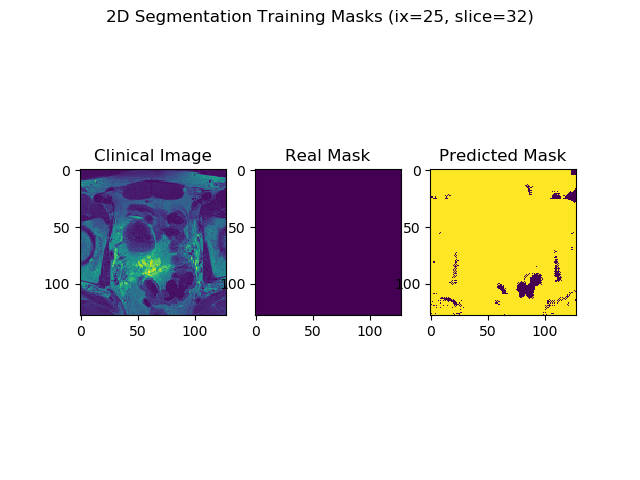 2D Segmentation Training Masks (ix=25, slice=32)
Clinical Image Real Mask Predicted Mask
0 0 0
50 50 50
100 100 100
0 50 100 0 50 100 0 50 100